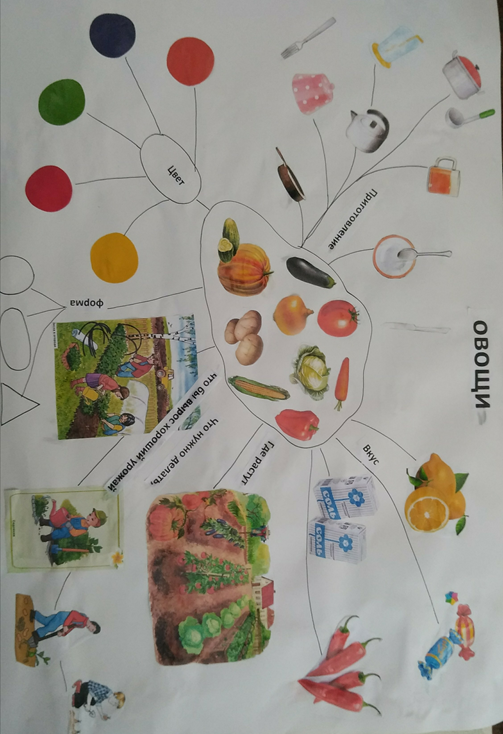 ОВОЩИ
Приготовление
Цвет
форма
Вкус
СОЛЬ
СОЛЬ
Где растут
Что нужно делать,
что бы вырос хороший урожай